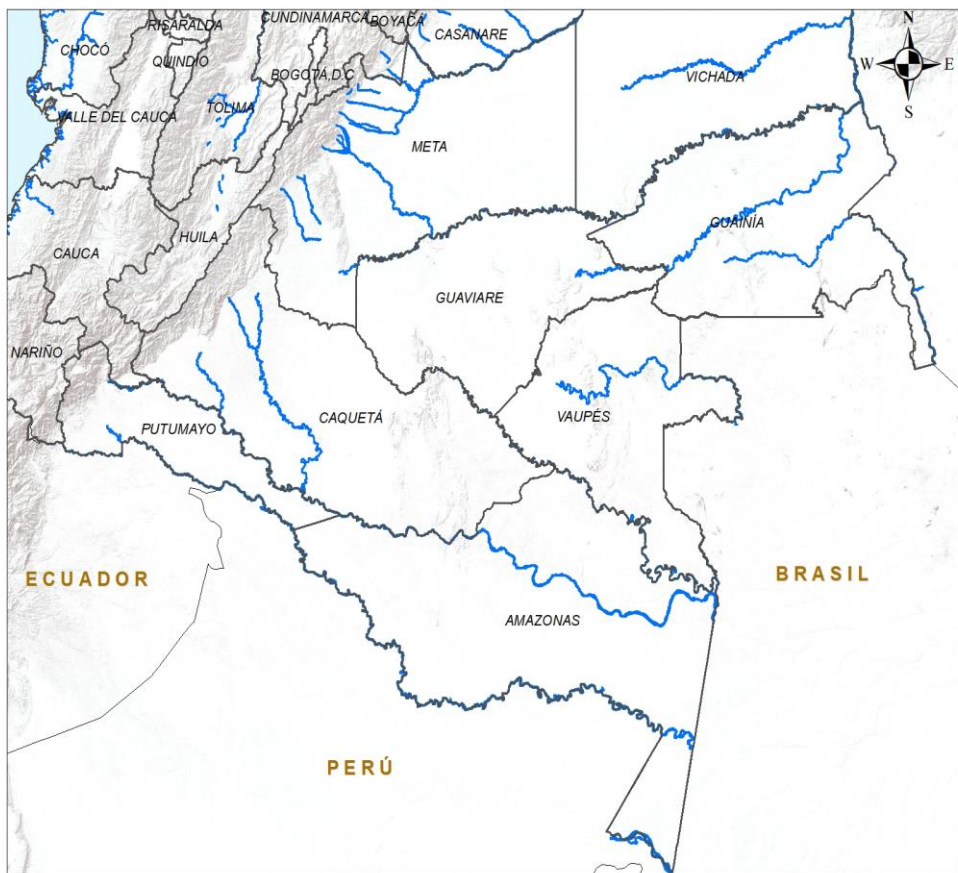 CUNDINAMARCA
BOYACÁ
RISARALDA
CASANARE
N
CHOCÓ
QUINDIO
W
E
BOGOTÁ, D.C
VICHADA
S
TOLIMA
VALLE DEL CAUCA
META
GUAINÍA
HUILA
CAUCA
GUAVIARE
NARIÑO
CAQUETÁ
VAUPÉS
PUTUMAYO
ECUADOR
BRASIL
AMAZONAS
PERÚ